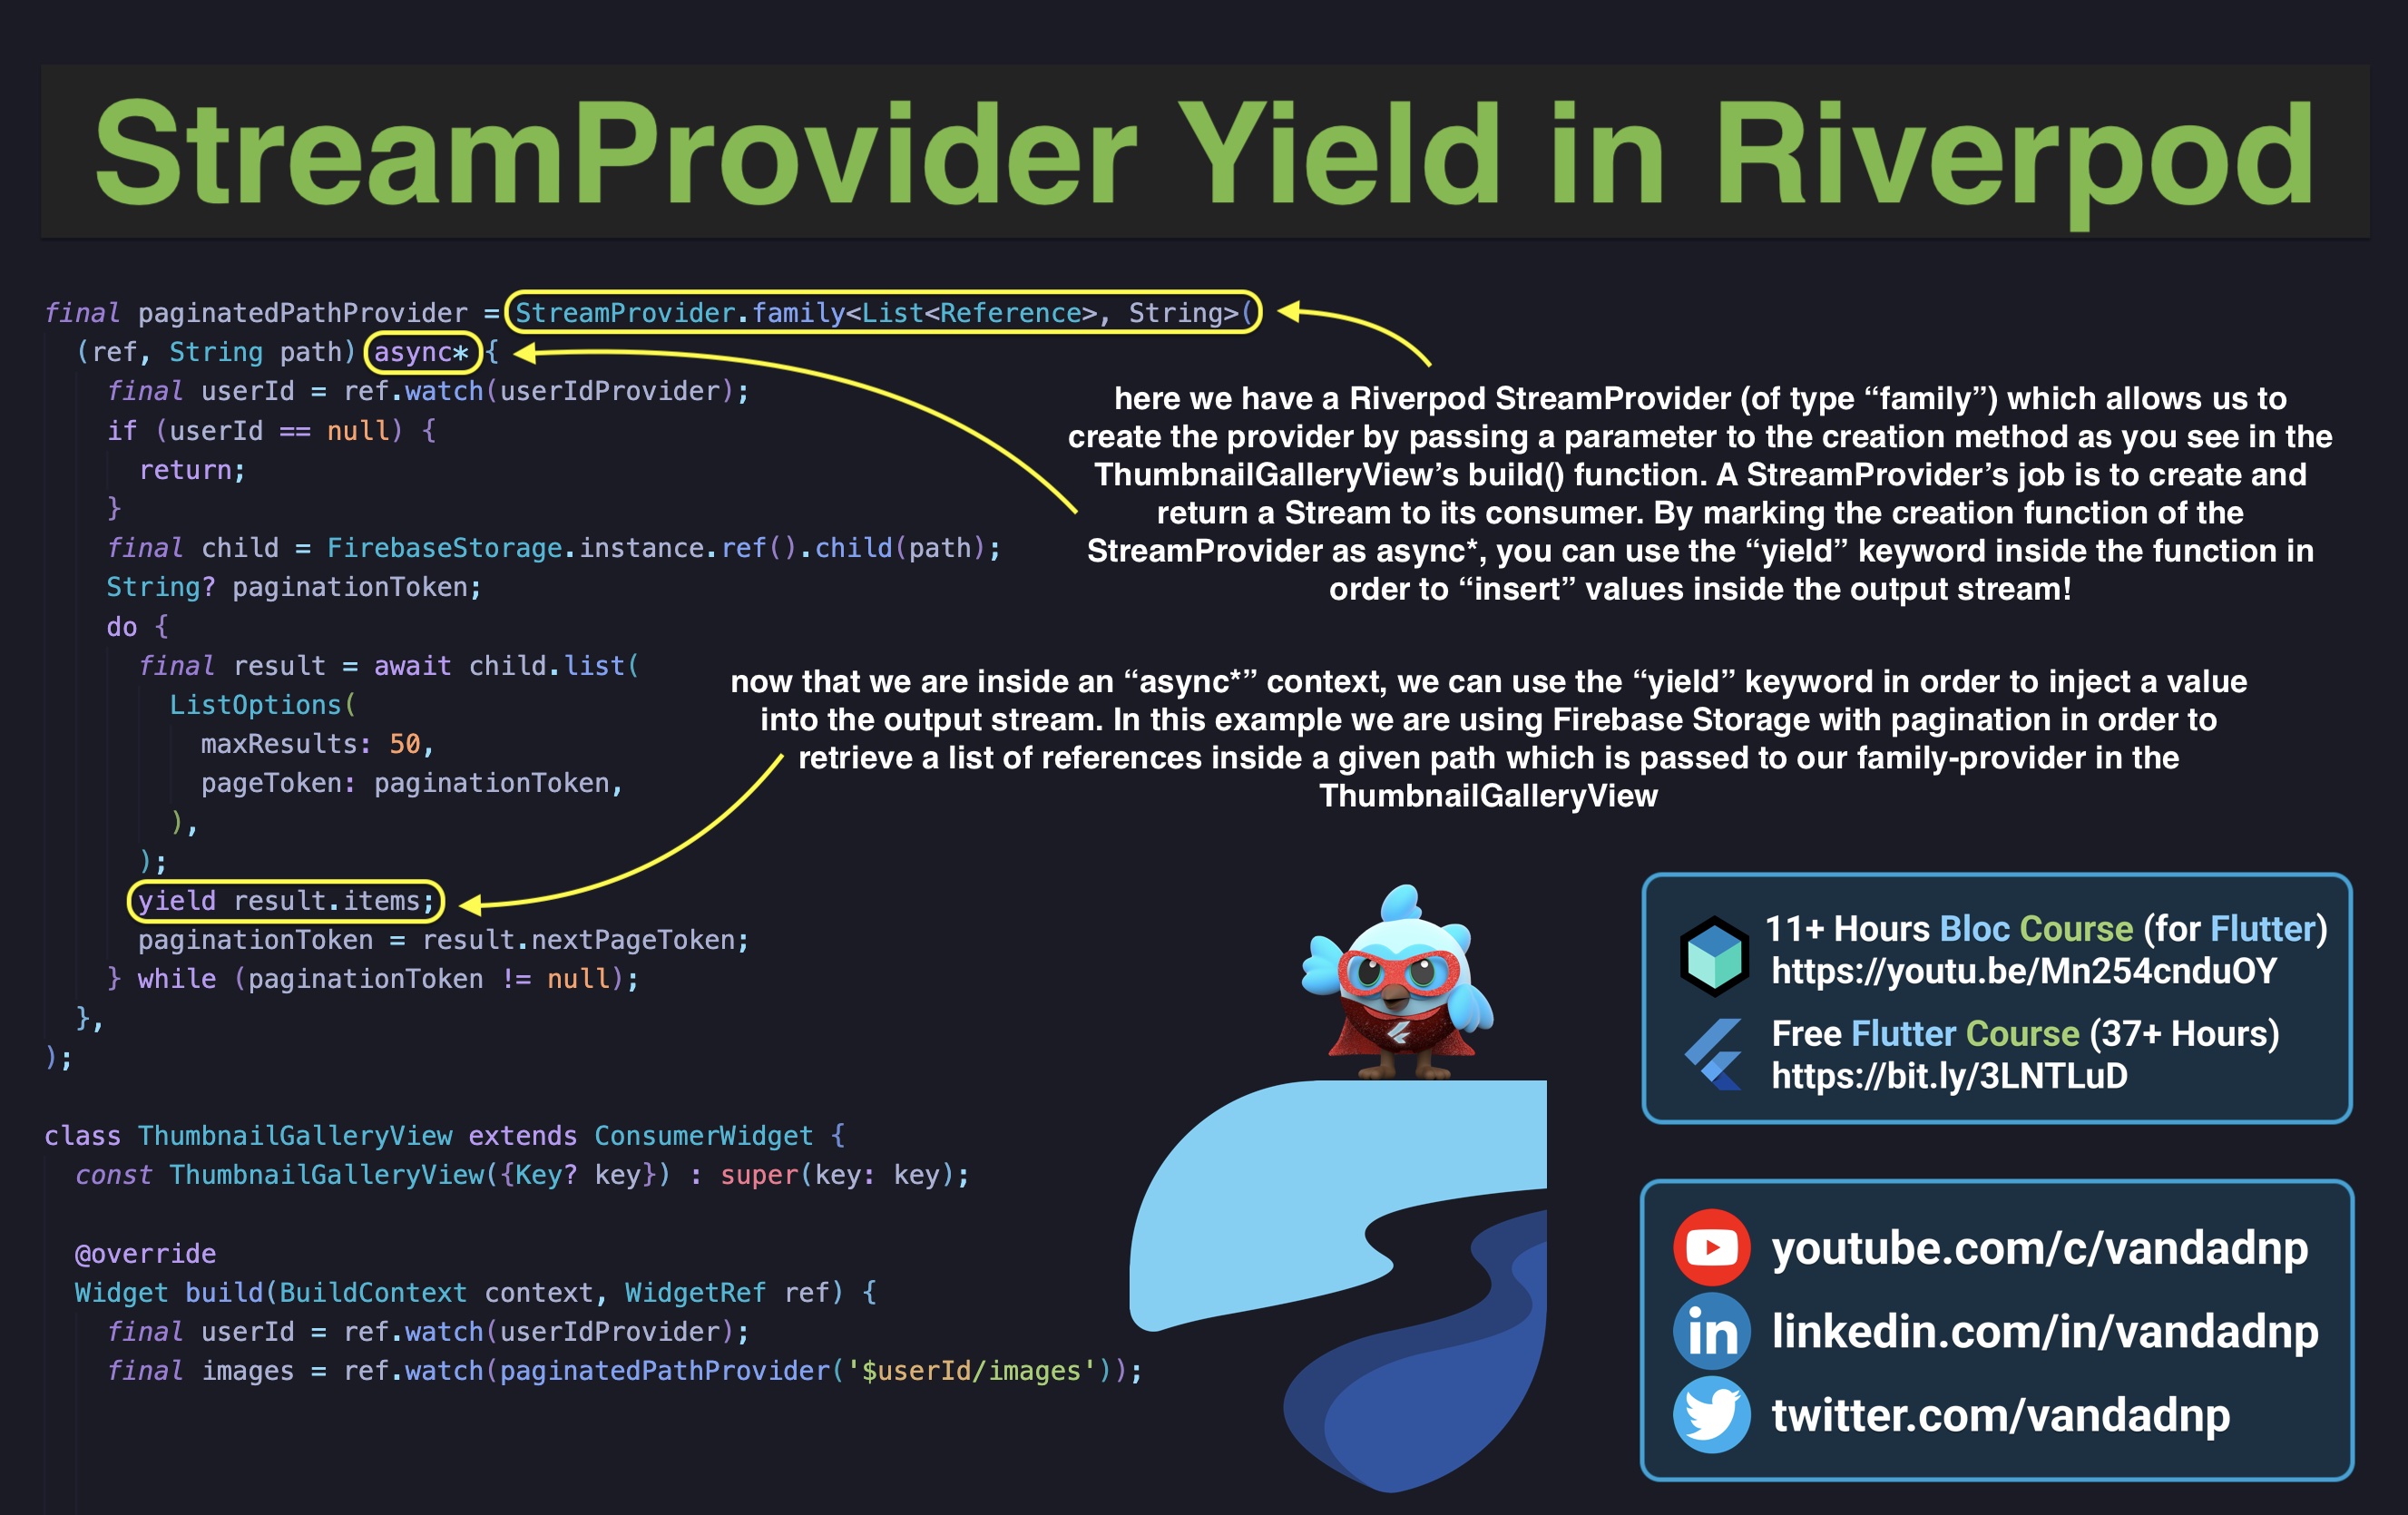 StreamProvider Yield in Riverpod
final paginatedPathProvider = StreamProvider.family<List<Reference>, String>(
(ref, String path) async* {
final userId = ref.watch(userIdProvider);
if (userId == null) {
return;
}
final child = FirebaseStorage.instance.ref().child(path);
String? paginationToken;
do {
final result = await child.list(
ListOptions(
maxResults: 50,
pageToken: paginationToken,
),
);
yield result.items;
paginationToken = result.nextPageToken;
} while (paginationToken != null);
},
);
class ThumbnailGalleryView extends ConsumerWidget {
const ThumbnailGalleryView({Key? key}) : super(key: key);
@override
Widget build(BuildContext context, WidgetRef ref) {
final userId = ref.watch(userIdProvider);
final images = ref.watch(paginatedPathProvider('$userId/images'));
here we have a Riverpod StreamProvider (of type “family”) which allows us to
create the provider by passing a parameter to the creation method as you see in the
ThumbnailGalleryView’s build() function. A StreamProvider’s job is to create and
return a Stream to its consumer. By marking the creation function of the
StreamProvider as async*, you can use the “yield” keyword inside the function in
order to “insert” values inside the output stream!
now that we are inside an “async*” context, we can use the “yield” keyword in order to inject a value
into the output stream. In this example we are using Firebase Storage with pagination in order to
retrieve a list of references inside a given path which is passed to our family-provider in the
ThumbnailGalleryView
11+ Hours Bloc Course (for Flutter)
https://youtu.be/Mn254cnduOY
Free Flutter Course (37+ Hours)
https://bit.ly/3LNTLuD
youtube.com/c/vandadnp
in linkedin.com/in/vandadnp
twitter.com/vandadnp